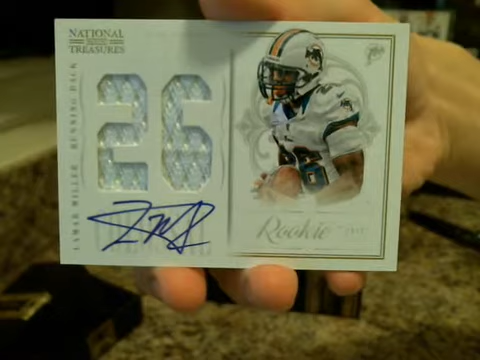 NATIONAL
TREASURES
LAMAR MILLER RUNNING BACK
26
Rookie